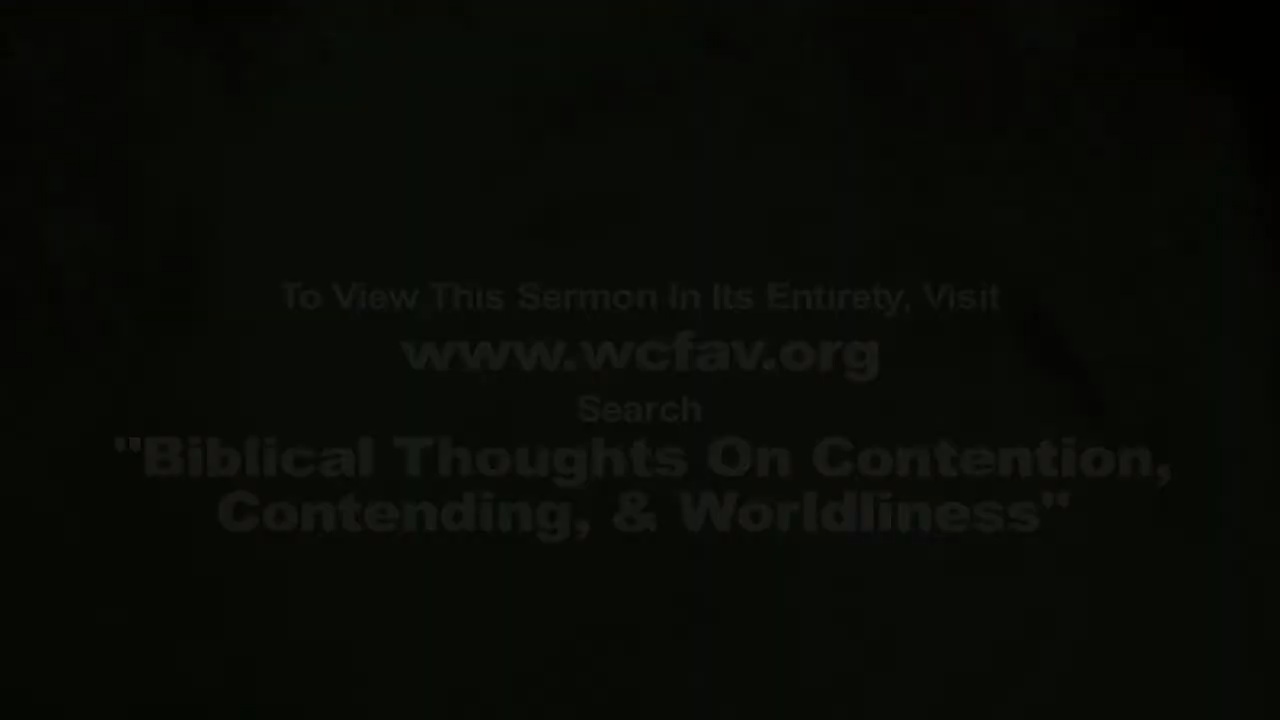 To View This Sermon In Its Entirety, Visit
www.wcfav.org
Search
"Biblical Thoughts On Contention,
Contending, & Worldliness"